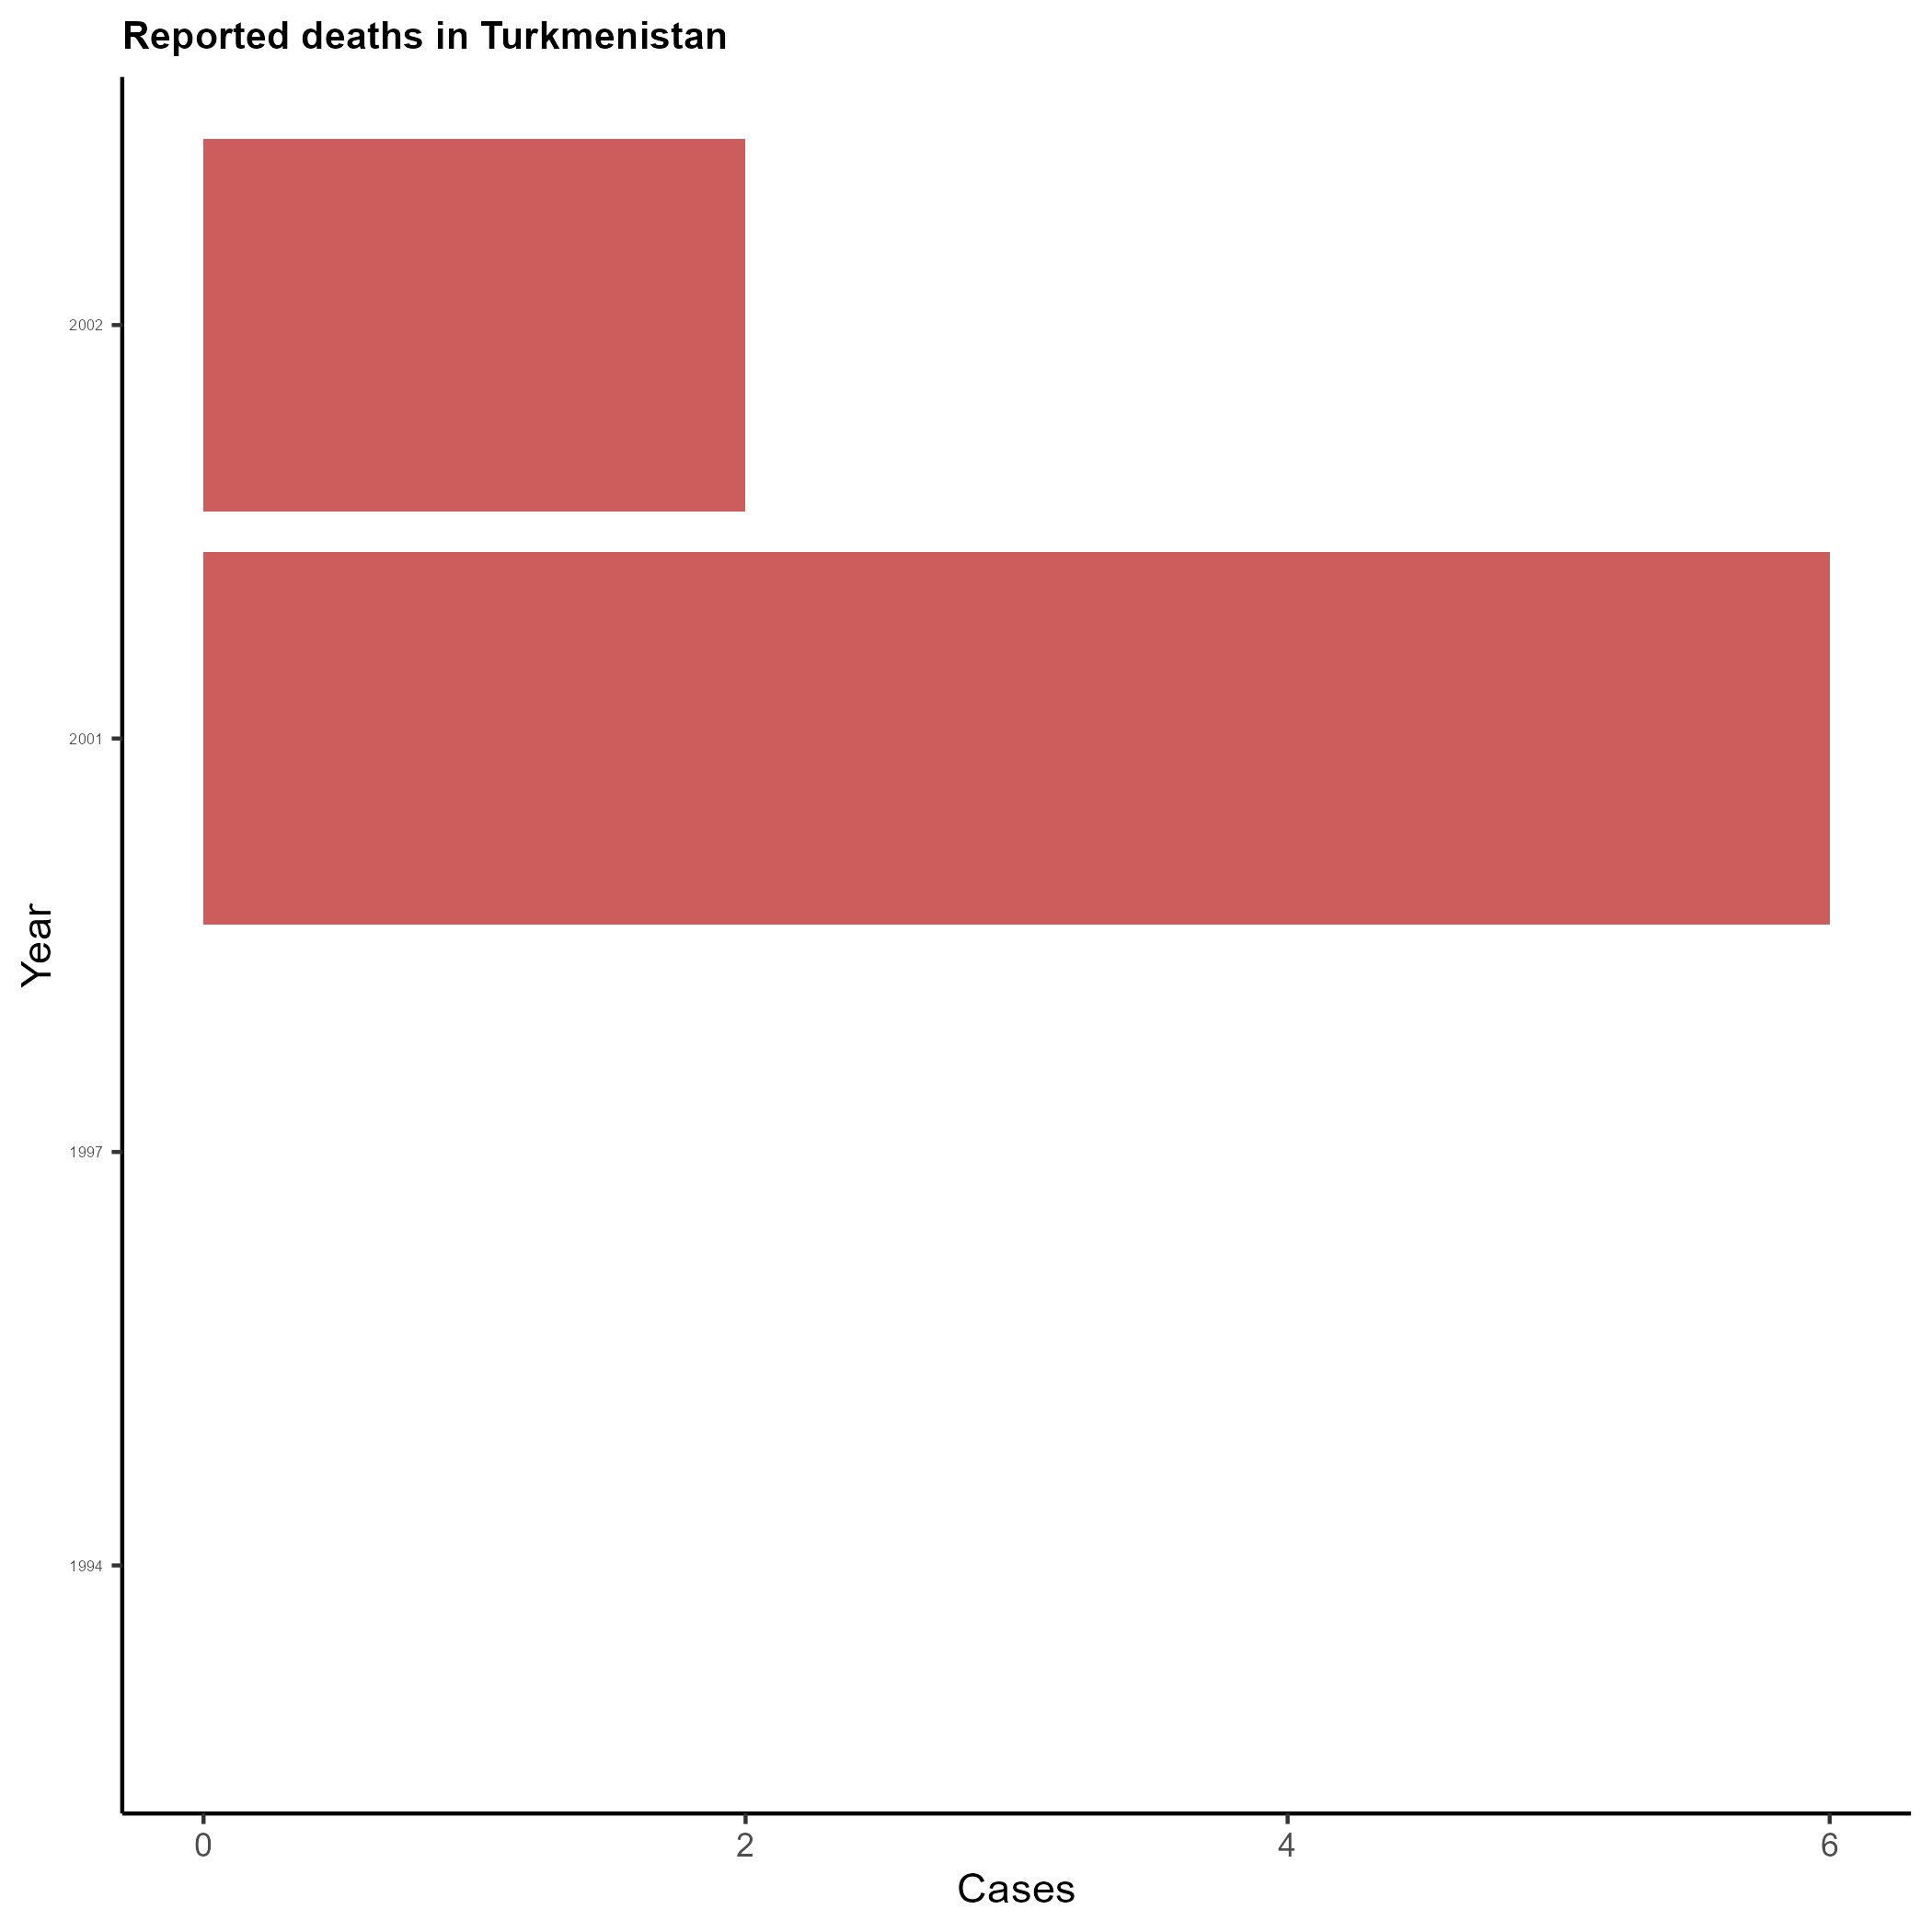 Reported deaths in Turkmenistan
2002
2001
1997
1994
Year
0 2 4 6
Cases